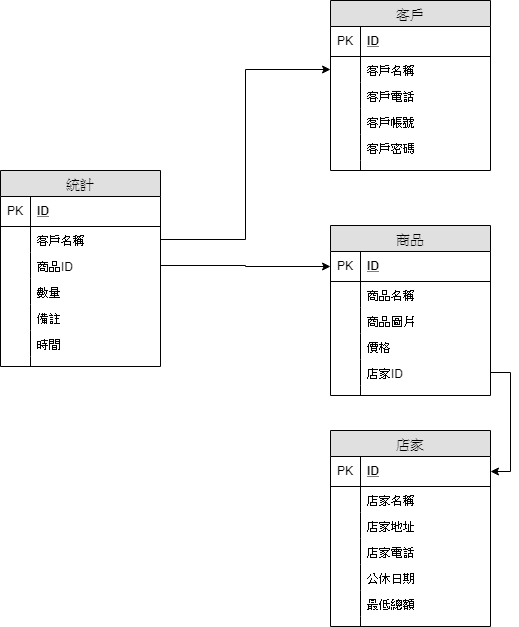 客戶
PK ID
客戶名稱
客戶電話
客戶帳號
客戶密碼
統計
PK ID
客戶名稱
商品ID
數量
備註
時間
商品
PK ID
商品名稱
商品圖片
價格
店家ID
店家
PK ID
店家名稱
店家地址
店家電話
公休日期
最低總額